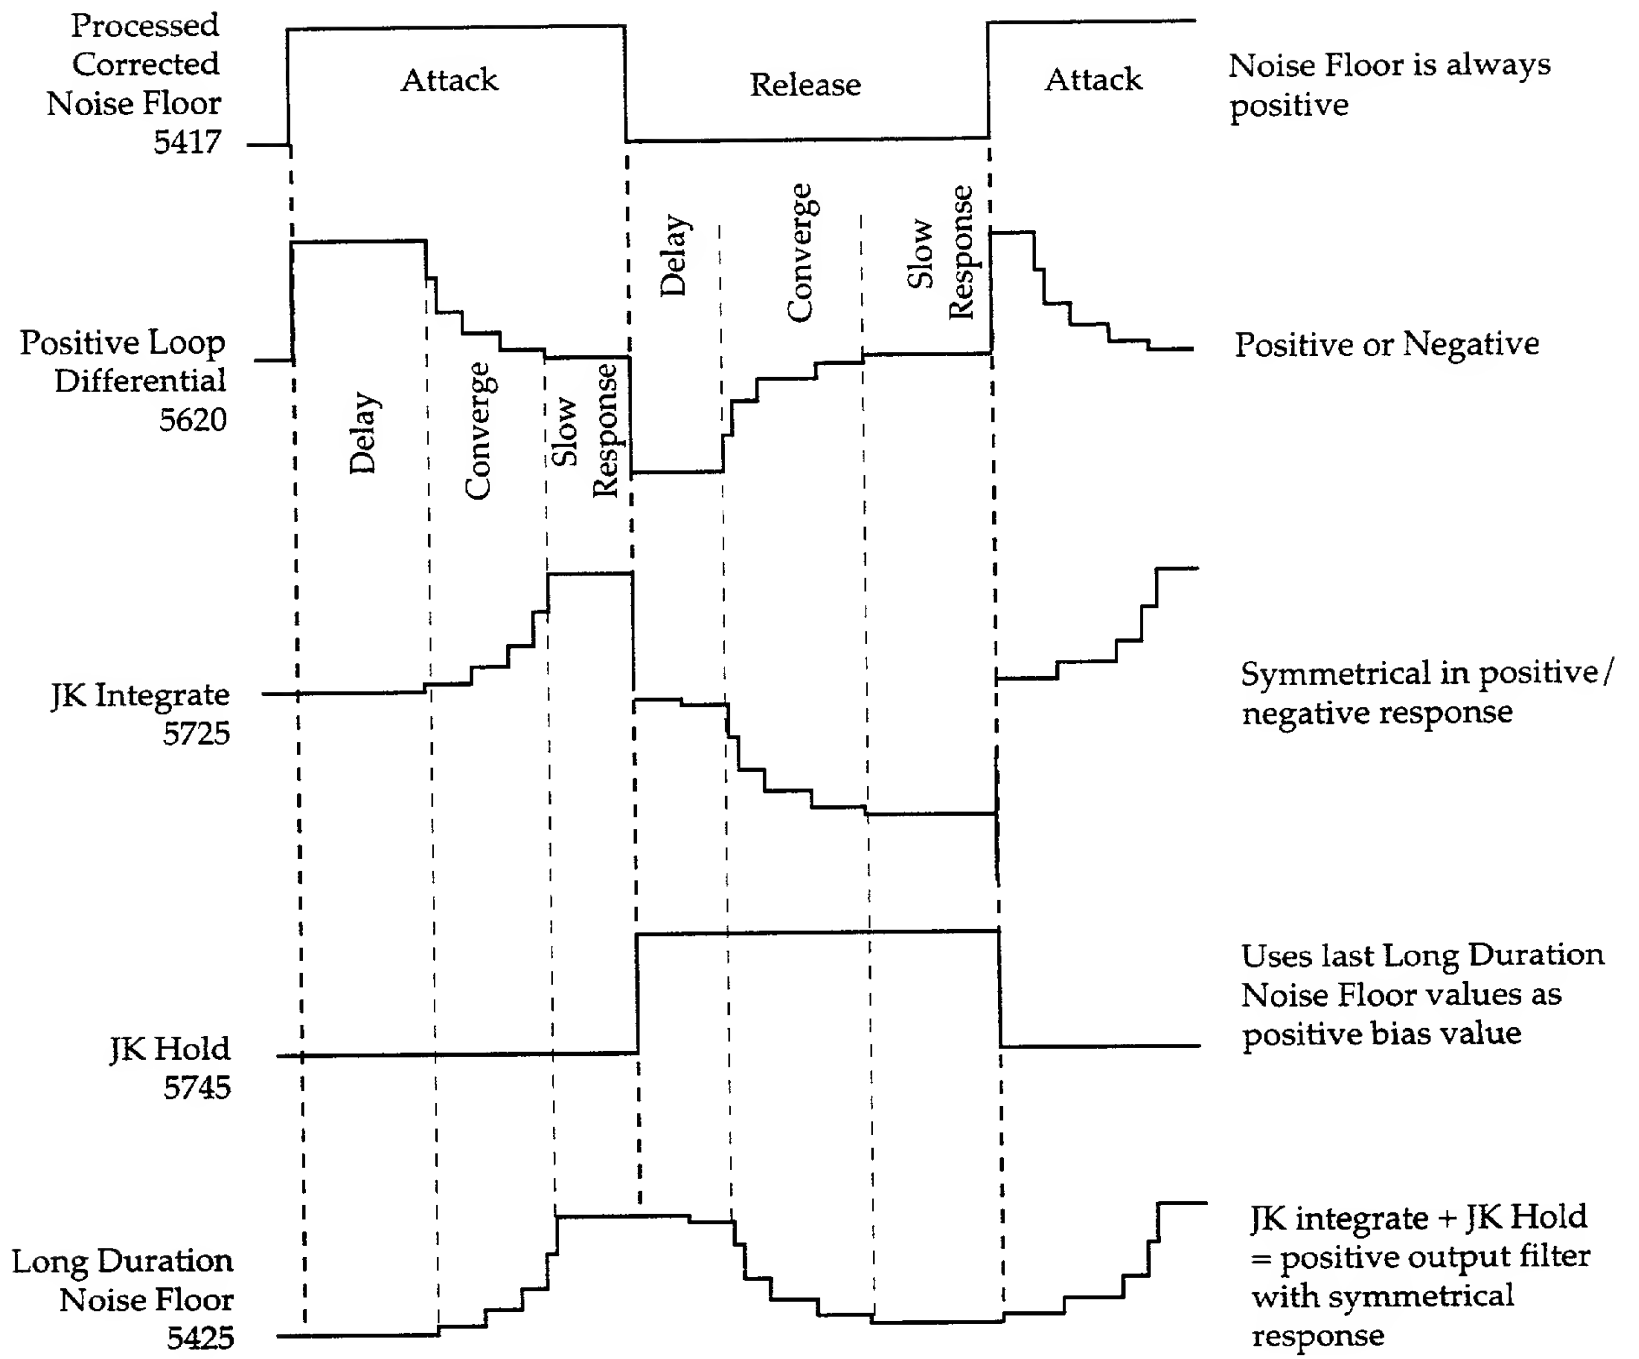 Processed
Corrected
Noise Floor
5417
Attack
Release
Attack
Noise Floor is always
positive
Delay
Converge
Slow
Response
Positive Loop
Differential
5620
Delay
Converge
Slow
Response
Positive or Negative
JK Integrate
5725
Symmetrical in positive/
negative response
JK Hold
5745
Uses last Long Duration
Noise Floor values as
positive bias value
Long Duration
Noise Floor
5425
JK integrate + JK Hold
= positive output filter
with symmetrical
response